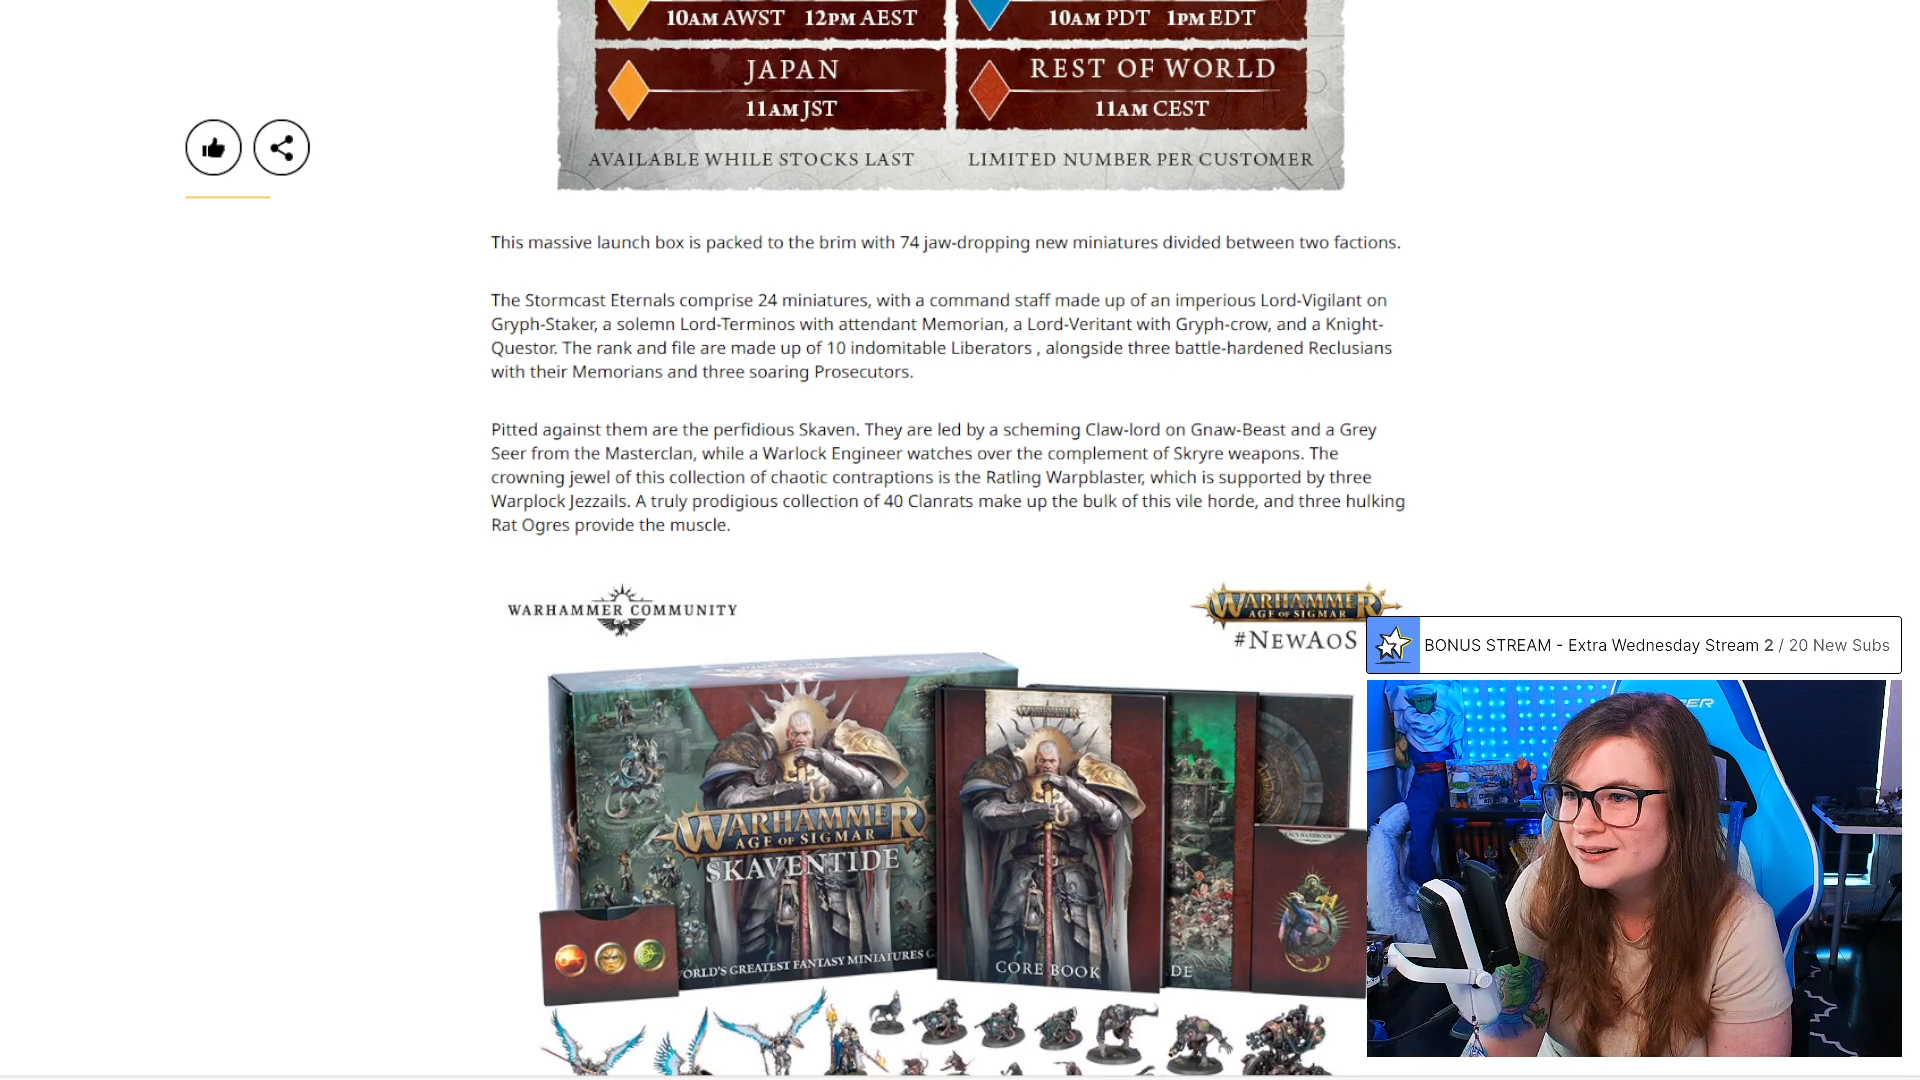 10AM AWST 12PM AEST
10AM PDT 1PM EDT
JAPAN
11AM JST
REST OF WORLD
11AM CEST
AVAILABLE WHILE STOCKS LAST
LIMITED NUMBER PER CUSTOMER
This massive launch box is packed to the brim with 74 jaw-dropping new miniatures divided between two factions.
The Stormcast Eternals comprise 24 miniatures, with a command staff made up of an imperious Lord-Vigilant on
Gryph-Staker, a solemn Lord-Terminos with attendant Memorian, a Lord-Veritant with Gryph-crow, and a Knight-
Questor. The rank and file are made up of 10 indomitable Liberators , alongside three battle-hardened Reclusians
with their Memorians and three soaring Prosecutors.
Pitted against them are the perfidious Skaven. They are led by a scheming Claw-lord on Gnaw-Beast and a Grey
Seer from the Masterclan, while a Warlock Engineer watches over the complement of Skryre weapons. The
crowning jewel of this collection of chaotic contraptions is the Ratling Warpblaster, which is supported by three
Warplock Jezzails. A truly prodigious collection of 40 Clanrats make up the bulk of this vile horde, and three hulking
Rat Ogres provide the muscle.
WARHAMMER COMMUNITY
WARHAMMER
AGE OF SIGMAR
#NEWAOS
BONUS STREAM - Extra Wednesday Stream 2 / 20 New Subs
WARHAMMER
AGE OF SIGMAR
SKAVENTIDE
WARHAMMER
CORE BOOK